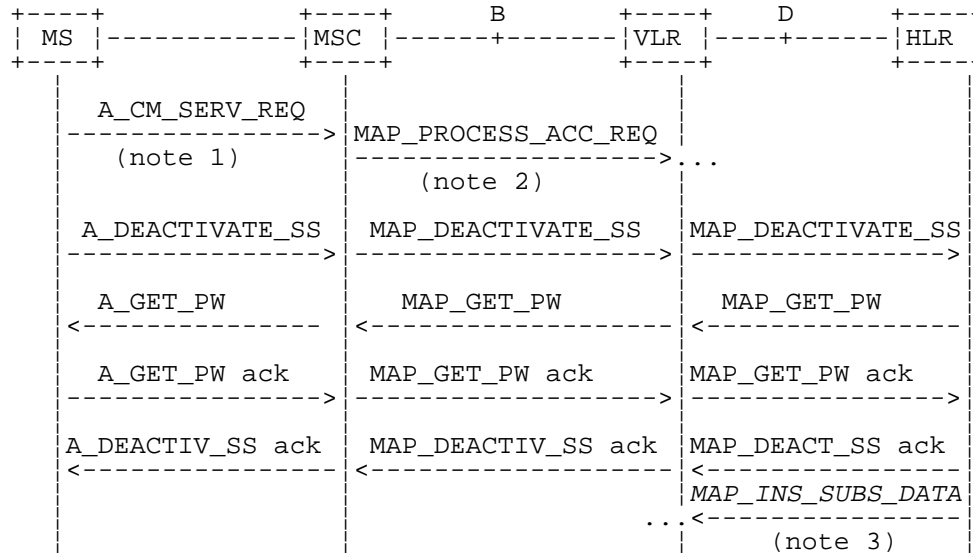 B D
MS MSC VLR HLR
A_CM_SERV_REQ
MAP_PROCESS_ACC_REQ
(note 1) ...
(note 2)
A_DEACTIVATE_SS MAP_DEACTIVATE_SS MAP_DEACTIVATE_SS
A_GET_PW MAP_GET_PW MAP_GET_PW
A_GET_PW ack MAP_GET_PW ack MAP_GET_PW ack
A_DEACTIV_SS ack MAP_DEACTIV_SS ack MAP_DEACT_SS ack
MAP_INS_SUBS_DATA
...
(note 3)